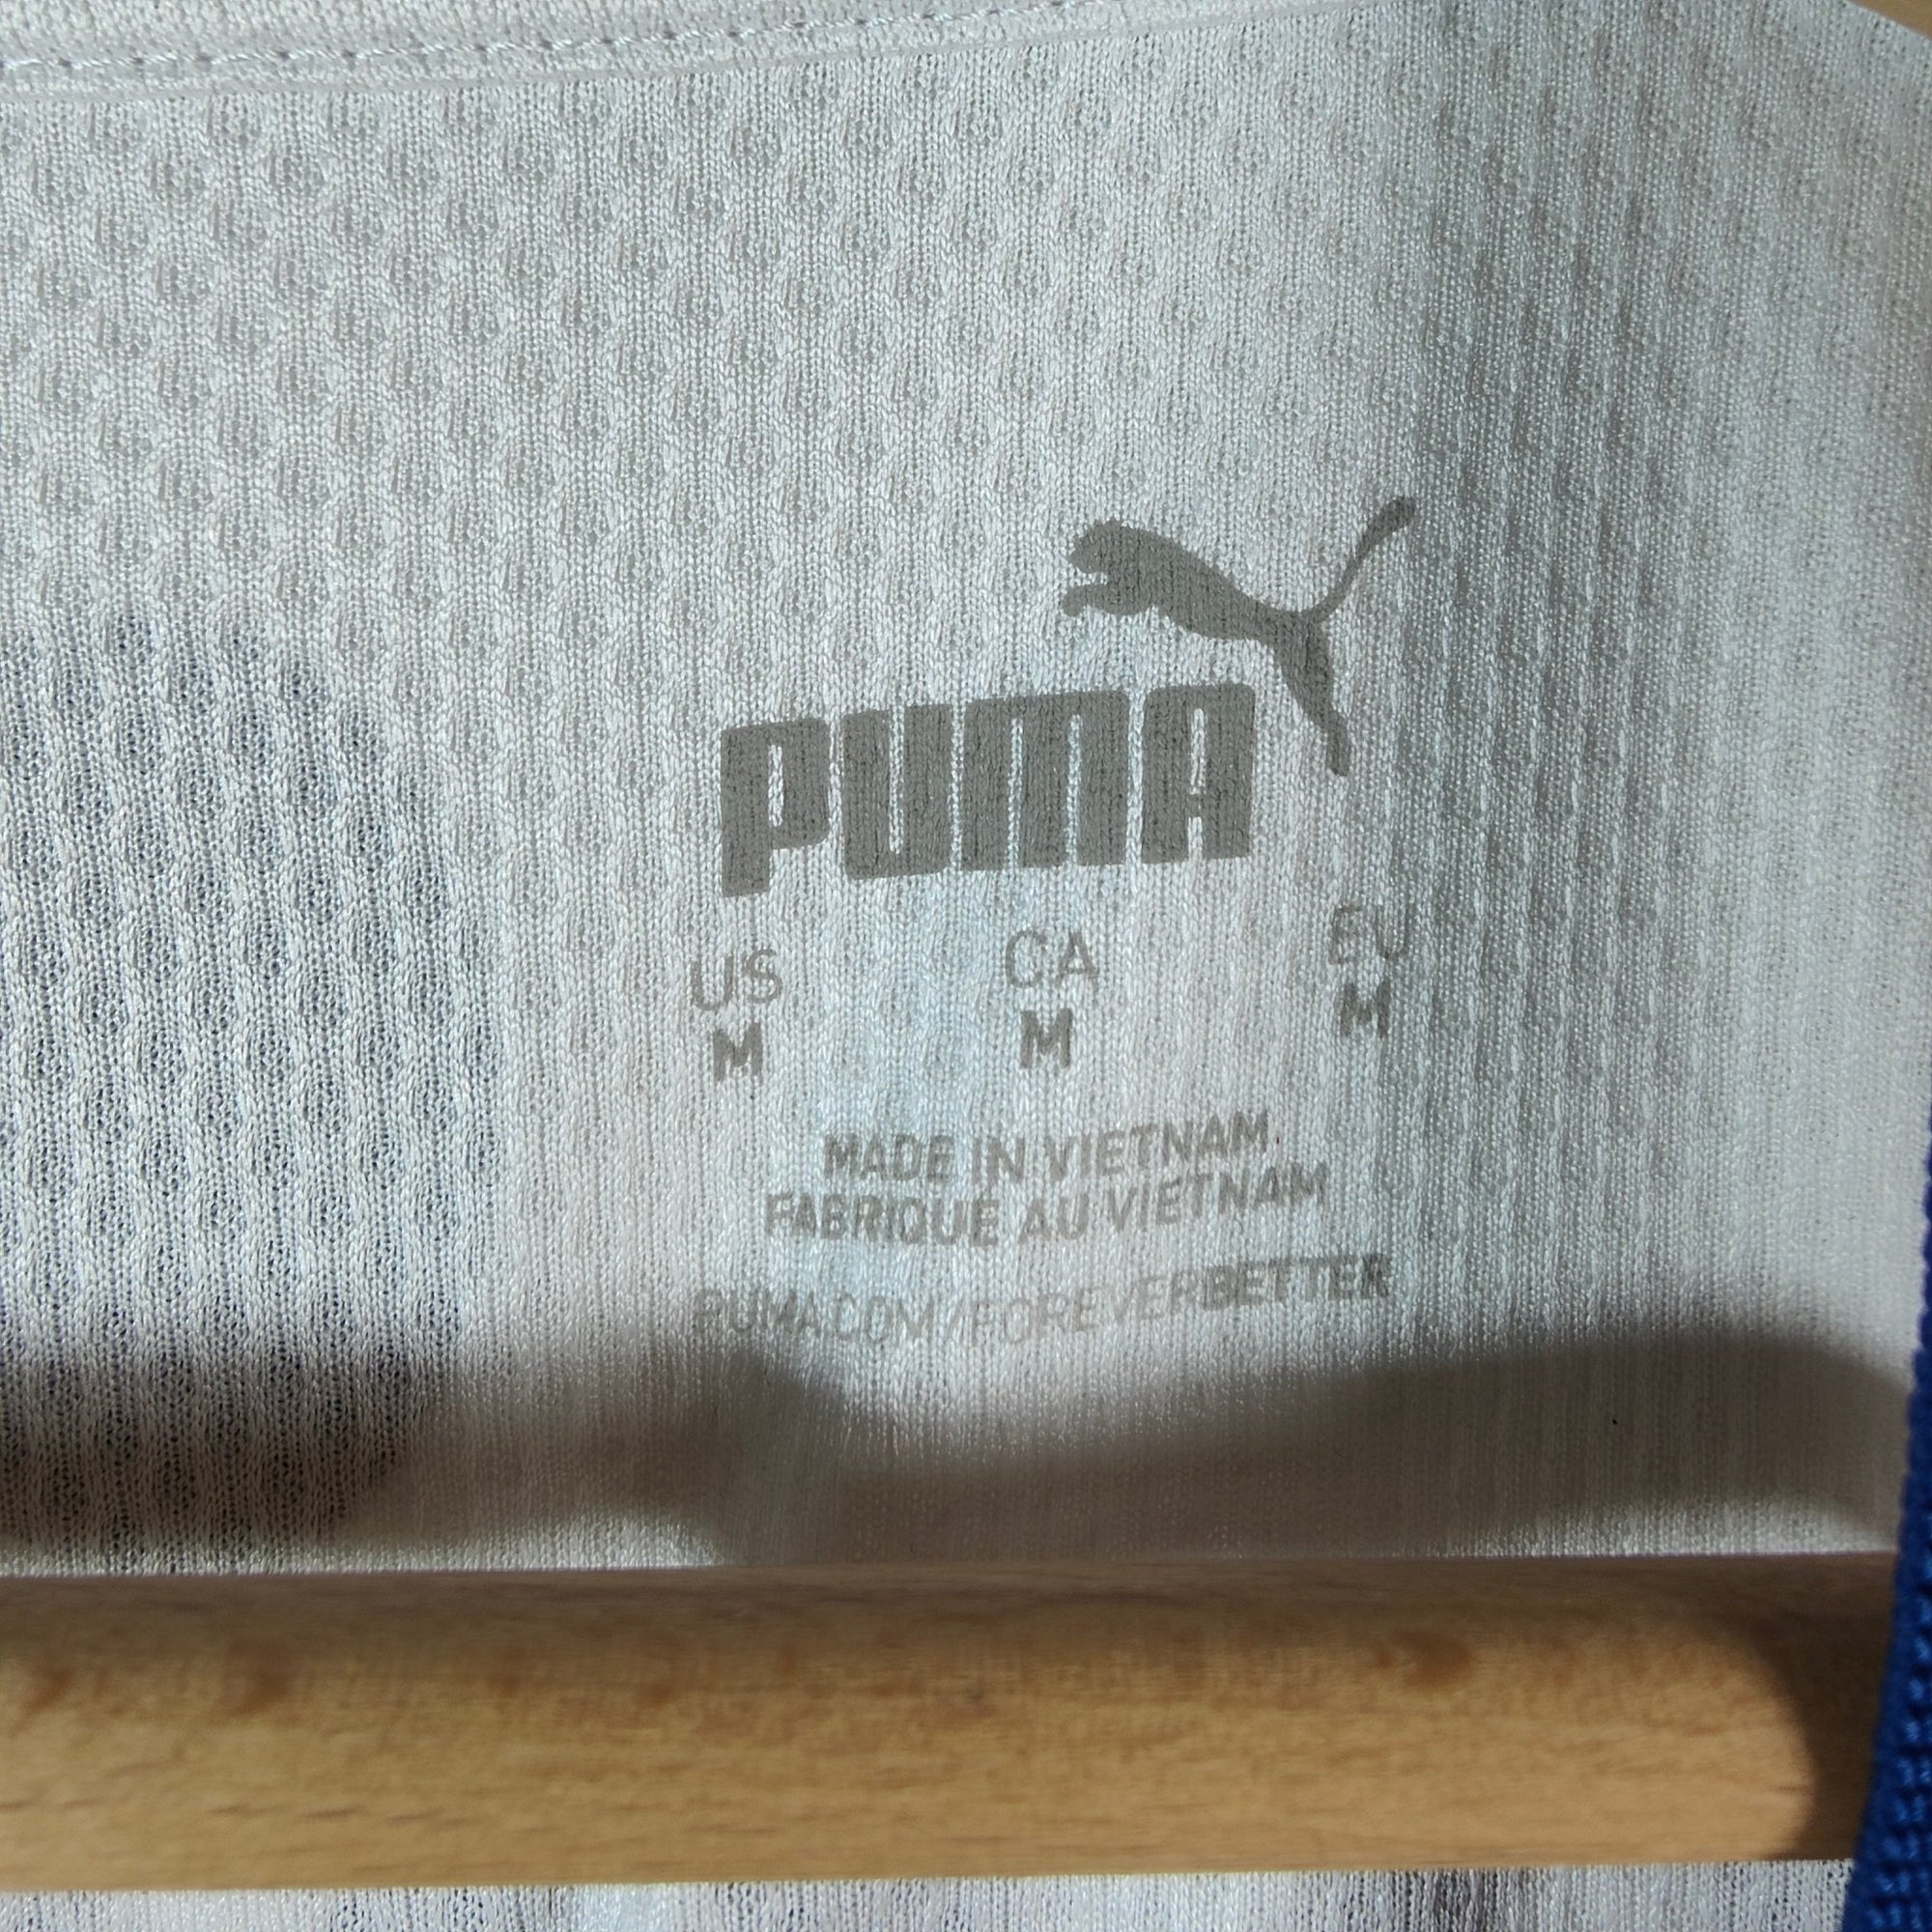 PUMA
US CA EU
M M M
MADE IN VIETNAM
FABRIQUE AU VIETNAM
PUMA.COM/FOREVERBETTER